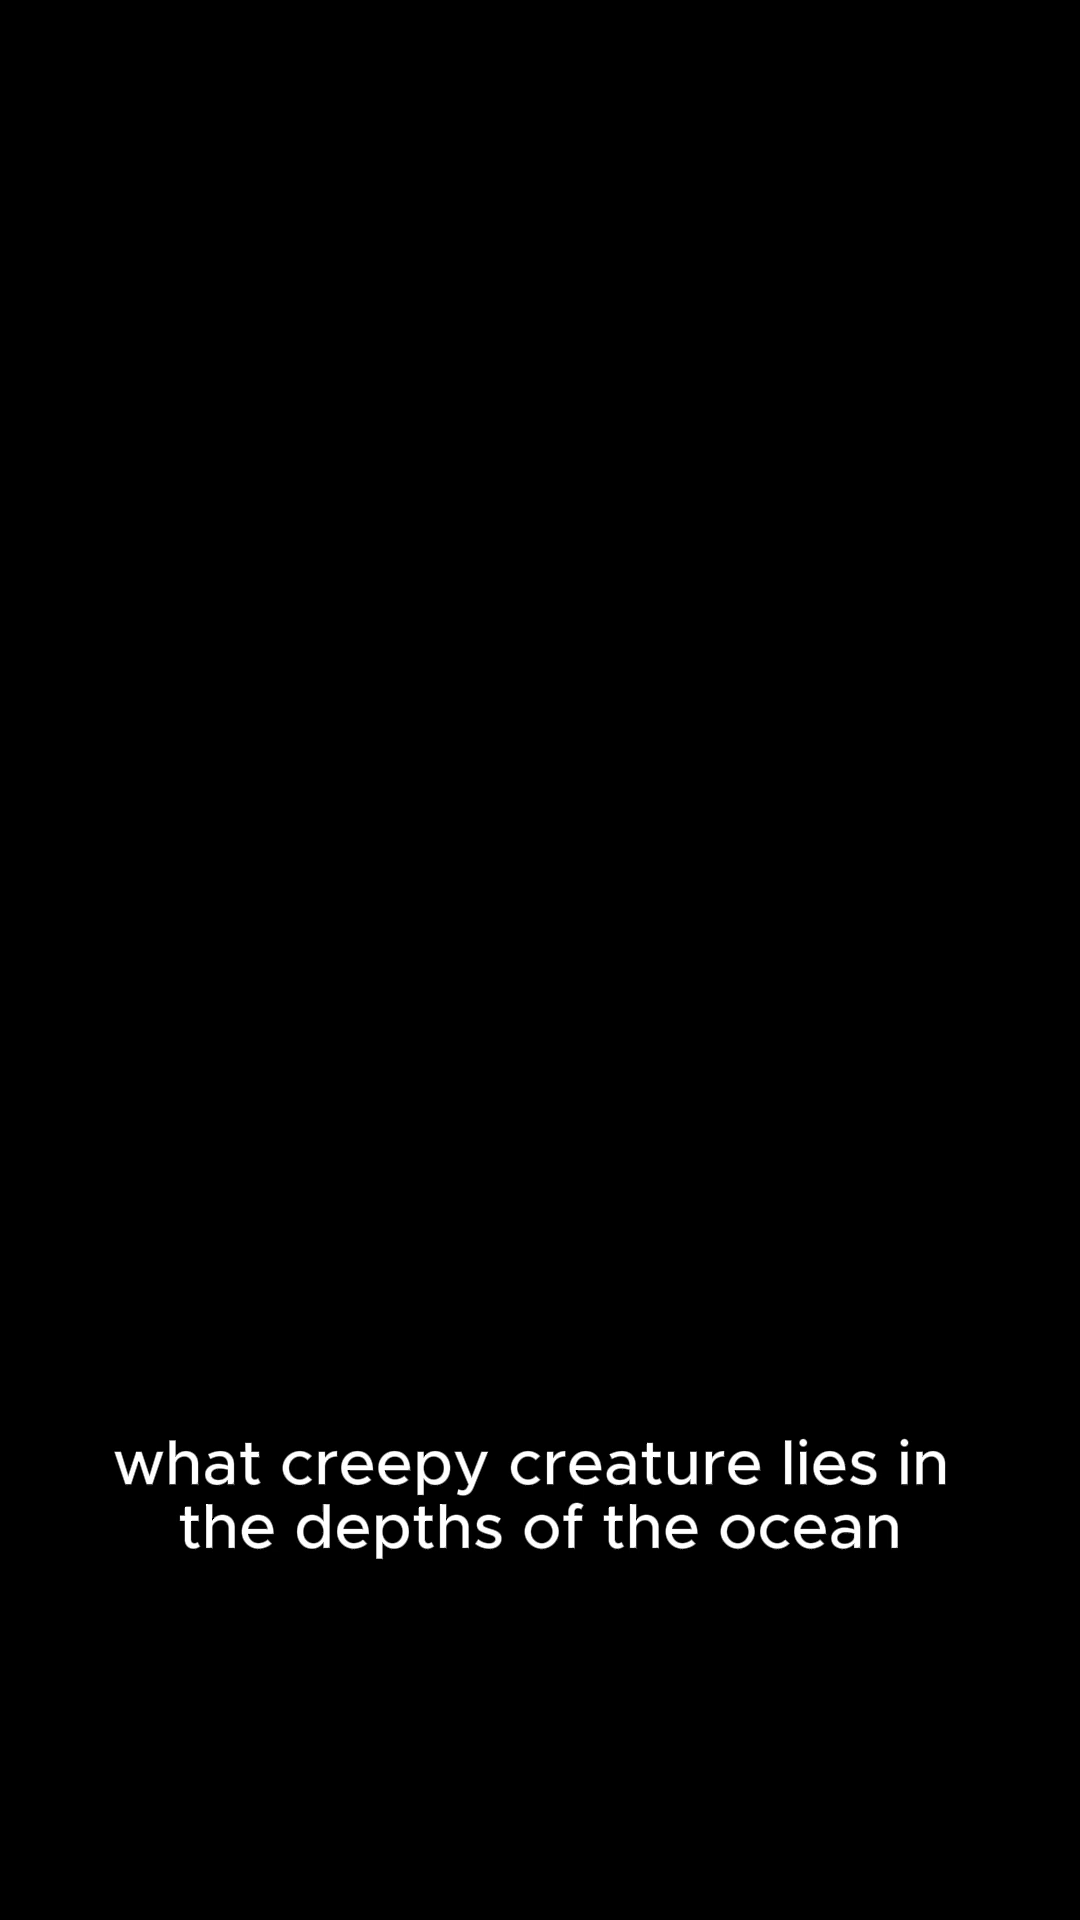 what creepy creature lies in
the depths of the ocean